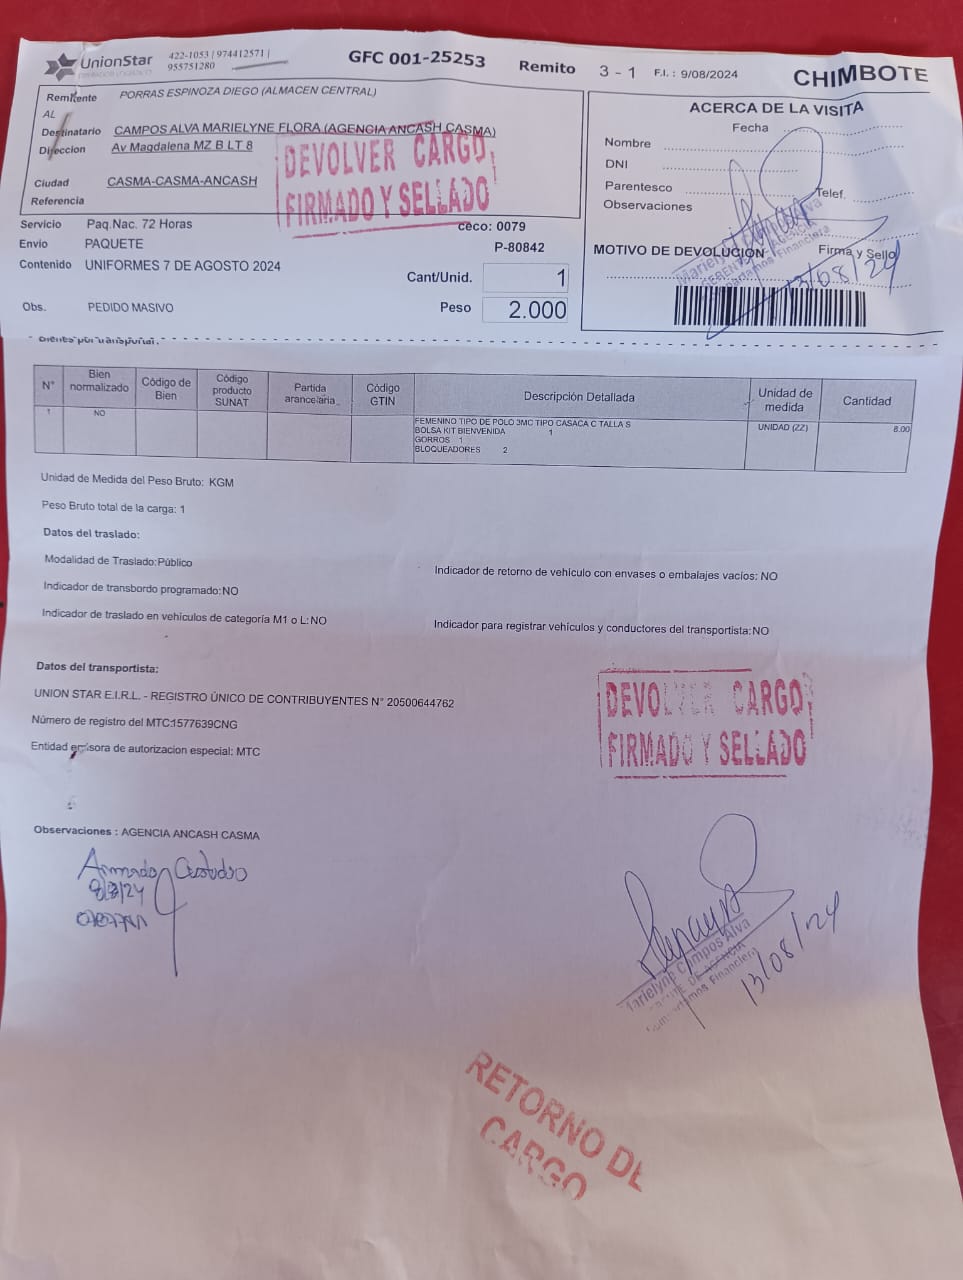 UnionStar
422-1053 | 974412571 |
955751280
GFC 001-25253
Remito 3 - 1 F.I. : 9/08/2024
CHIMBOTE
Remitente PORRAS ESPINOZA DIEGO (ALMACEN CENTRAL)
AL
Destinatario CAMPOS ALVA MARIELYNE FLORA (AGENCIA ANCASH CASMA)
Direccion Av Magdalena MZ B LT 8
Ciudad CASMA-CASMA-ANCASH
Referencia
DEVOLVER CARGO
FIRMADO Y SELLADO
ACERCA DE LA VISITA
Fecha
Nombre
DNI
Parentesco Telef.
Observaciones
MOTIVO DE DEVOLUCIÓN Firma y Sello
13/08/24
Servicio Paq.Nac. 72 Horas
ceco: 0079
Envio PAQUETE
P-80842
Contenido UNIFORMES 7 DE AGOSTO 2024
Cant/Unid. 1
Obs. PEDIDO MASIVO
Peso 2.000
N° Bien normalizado Código de Bien Código producto SUNAT Partida arancelaria Código GTIN Descripción Detallada Unidad de medida Cantidad
1 NO FEMENINO TIPO DE POLO 3MC TIPO CASACA C TALLA S UNIDAD (ZZ) 8.00
BOLSA KIT BIENVENIDA 1
GORROS 1
BLOQUEADORES 2
Unidad de Medida del Peso Bruto: KGM
Peso Bruto total de la carga: 1
Datos del traslado:
Modalidad de Traslado:Público
Indicador de retorno de vehículo con envases o embalajes vacíos: NO
Indicador de transbordo programado:NO
Indicador de traslado en vehículos de categoría M1 o L:NO
Indicador para registrar vehículos y conductores del transportista:NO
Datos del transportista:
UNION STAR E.I.R.L. - REGISTRO ÚNICO DE CONTRIBUYENTES N° 20500644762
Número de registro del MTC:1577639CNG
Entidad emisora de autorizacion especial: MTC
DEVOLVER CARGO
FIRMADO Y SELLADO
Observaciones : AGENCIA ANCASH CASMA
Marielyne Campos Alva
GERENTE DE AGENCIA
Compartamos Financiera
13/08/24
RETORNO DE
CARGO